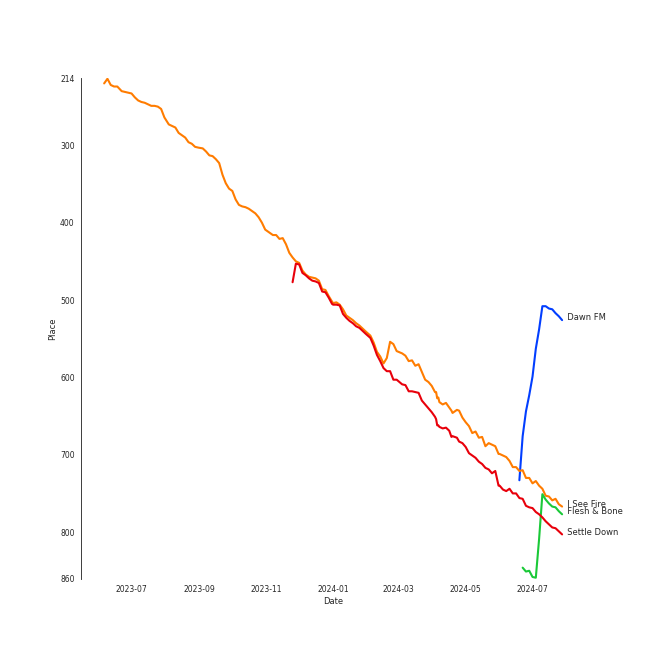 214
300
400
500
600
700
800
860
Place
2023-07
2023-09
2023-11
2024-01
2024-03
2024-05
2024-07
Date
Dawn FM
I See Fire
Flesh & Bone
Settle Down